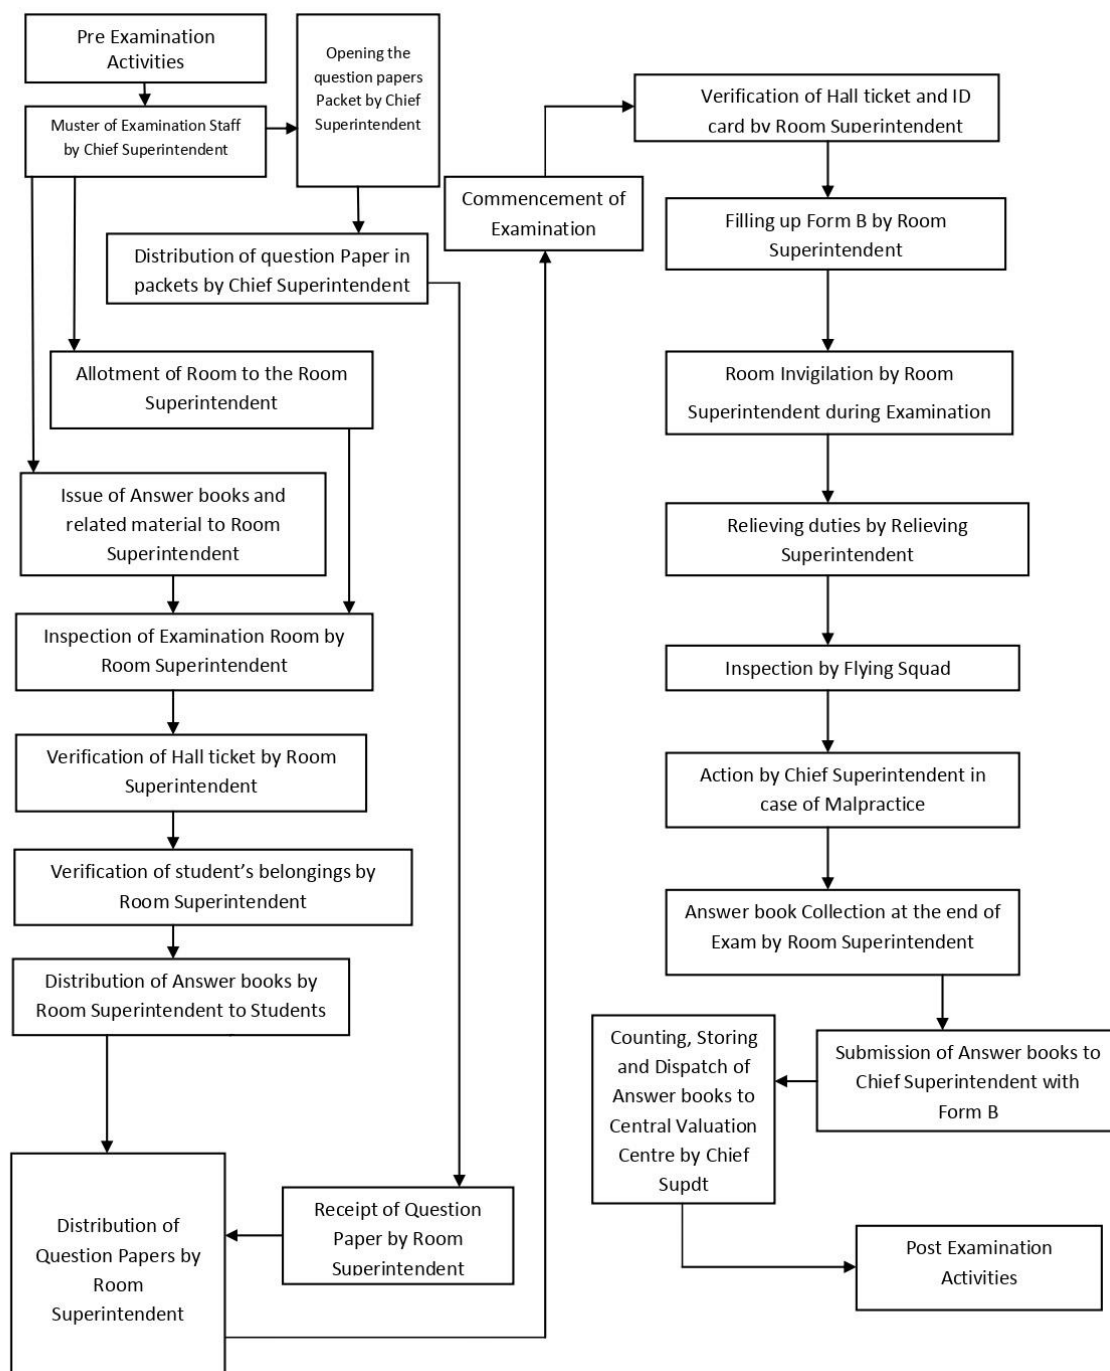 Pre Examination
Activities
Muster of Examination Staff
by Chief Superintendent
Opening the
question papers
Packet by Chief
Superintendent
Distribution of question Paper in
packets by Chief Superintendent
Allotment of Room to the Room
Superintendent
Issue of Answer books and
related material to Room
Superintendent
Inspection of Examination Room by
Room Superintendent
Verification of Hall ticket by Room
Superintendent
Verification of student’s belongings by
Room Superintendent
Distribution of Answer books by
Room Superintendent to Students
Distribution of
Question Papers by
Room
Superintendent
Receipt of Question
Paper by Room
Superintendent
Commencement of
Examination
Verification of Hall ticket and ID
card by Room Superintendent
Filling up Form B by Room
Superintendent
Room Invigilation by Room
Superintendent during Examination
Relieving duties by Relieving
Superintendent
Inspection by Flying Squad
Action by Chief Superintendent in
case of Malpractice
Answer book Collection at the end of
Exam by Room Superintendent
Submission of Answer books to
Chief Superintendent with
Form B
Counting, Storing
and Dispatch of
Answer books to
Central Valuation
Centre by Chief
Supdt
Post Examination
Activities